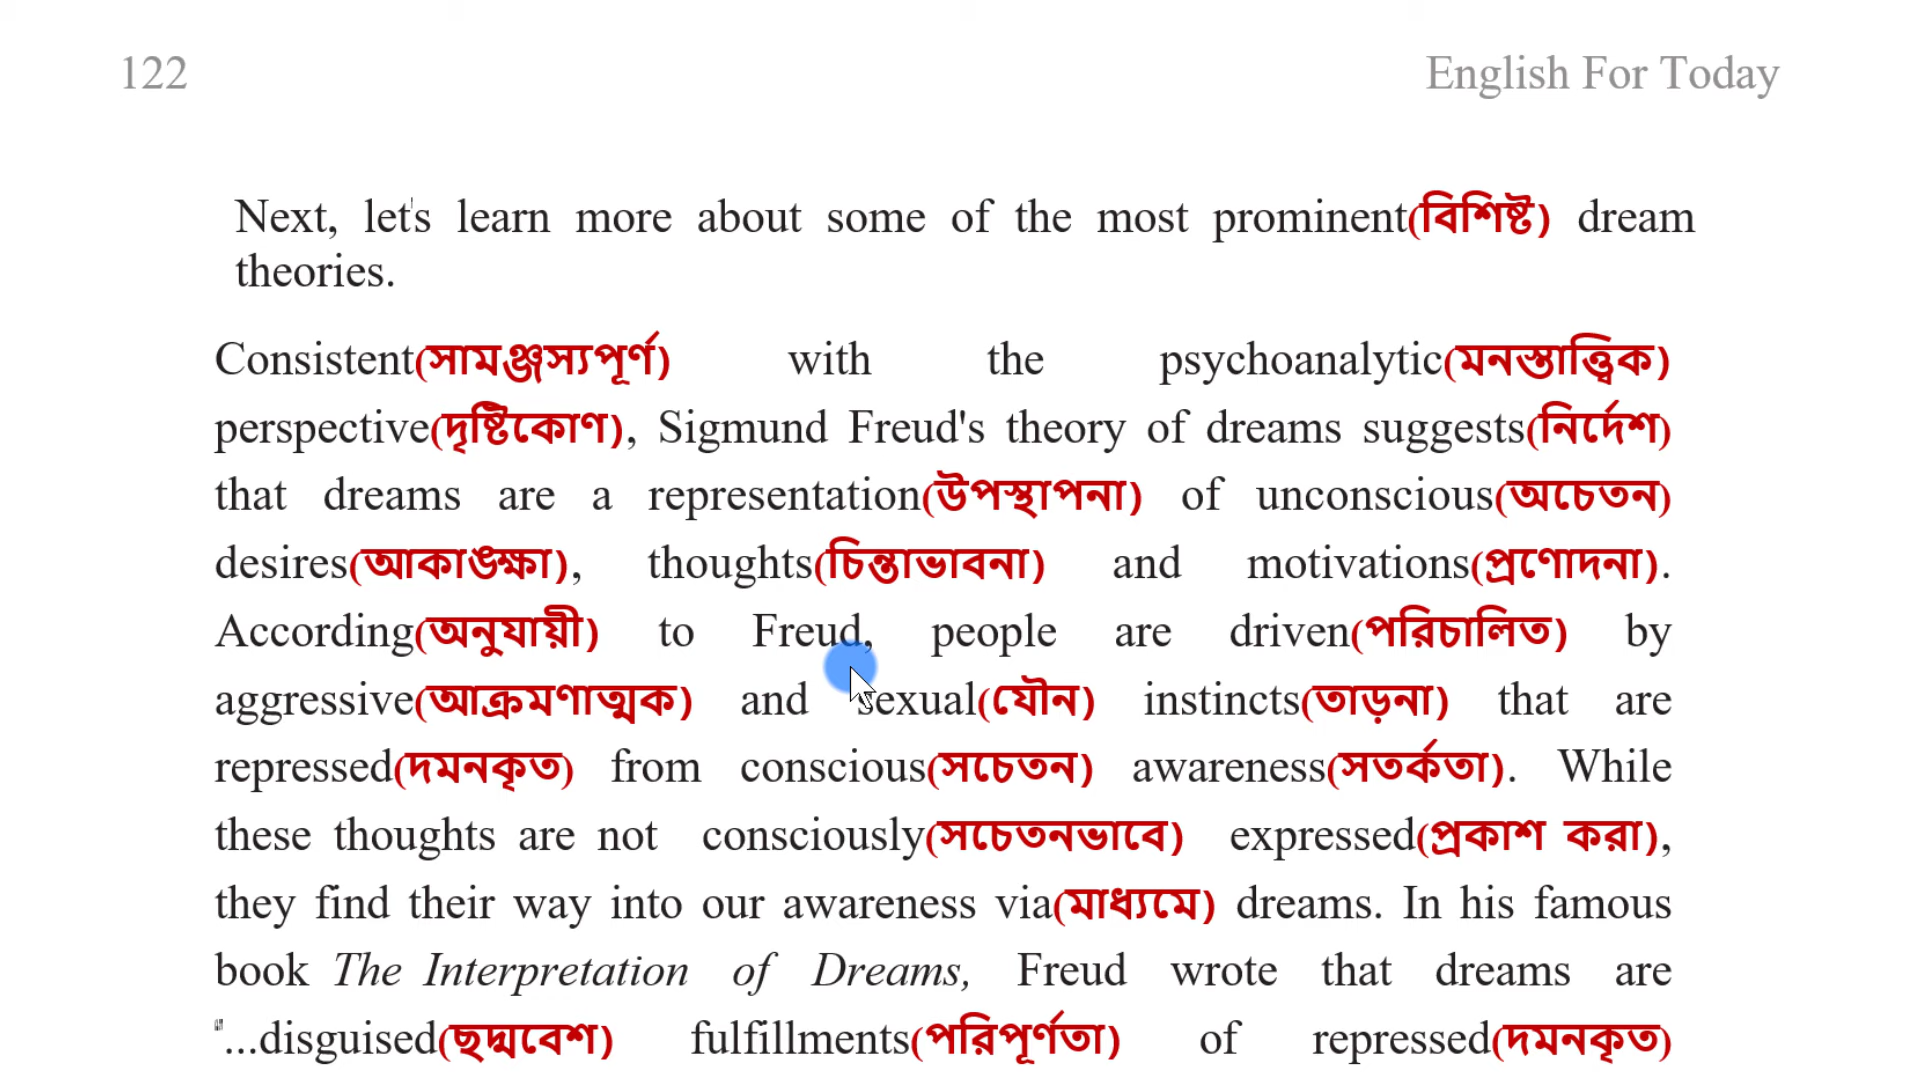 122 English For Today
Next, let's learn more about some of the most prominent(বিশিষ্ট) dream
theories.
Consistent(সামঞ্জস্যপূর্ণ) with the psychoanalytic(মনস্তাত্ত্বিক)
perspective(দৃষ্টিকোণ), Sigmund Freud's theory of dreams suggests(নির্দেশ)
that dreams are a representation(উপস্থাপনা) of unconscious(অচেতন)
desires(আকাঙ্ক্ষা), thoughts(চিন্তাভাবনা) and motivations(প্রণোদনা).
According(অনুযায়ী) to Freud, people are driven(পরিচালিত) by
aggressive(আক্রমণাত্মক) and sexual(যৌন) instincts(তাড়না) that are
repressed(দমনকৃত) from conscious(সচেতন) awareness(সতর্কতা). While
these thoughts are not consciously(সচেতনভাবে) expressed(প্রকাশ করা),
they find their way into our awareness via(মাধ্যমে) dreams. In his famous
book The Interpretation of Dreams, Freud wrote that dreams are
"...disguised(ছদ্মবেশ) fulfillments(পরিপূর্ণতা) of repressed(দমনকৃত)